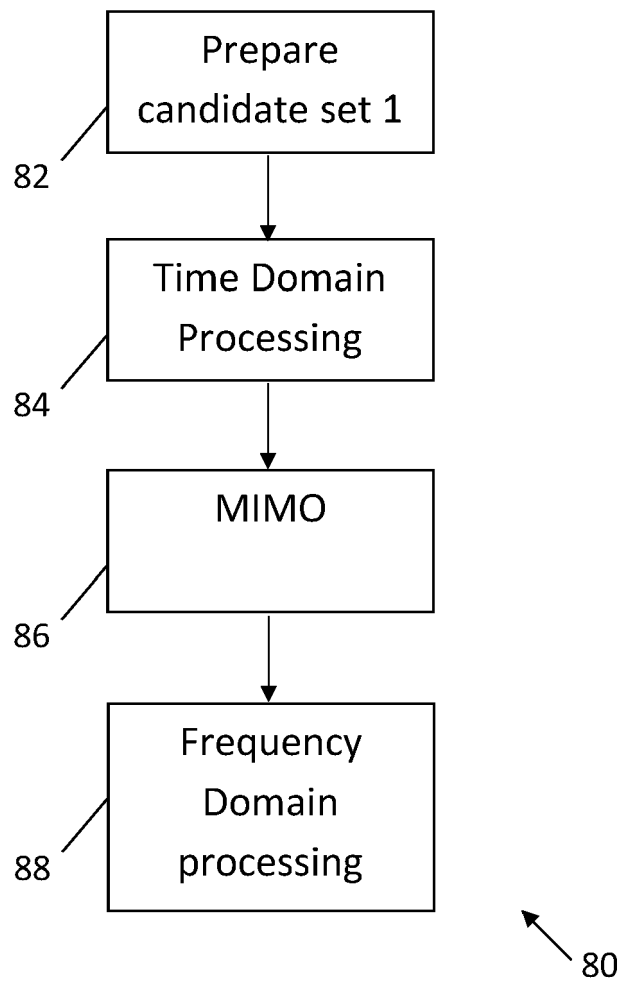 Prepare
candidate set 1
82
Time Domain
Processing
84
MIMO
86
Frequency
Domain
processing
88
80